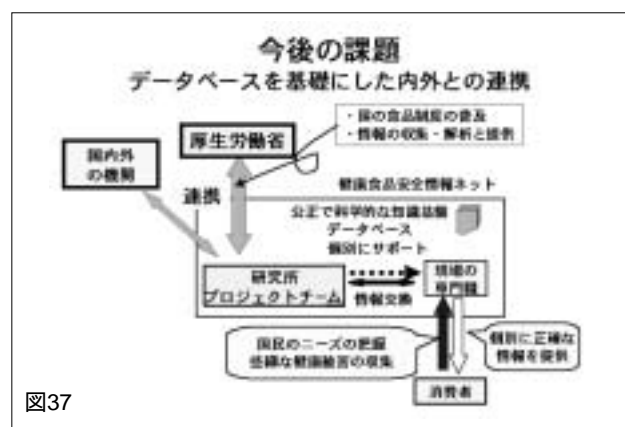 今後の課題
データベースを基礎にした内外との連携
・国の食品制度の普及
・情報の収集・解析と提供
厚生労働省
国内外
の機関
連携
健康食品安全情報ネット
公正で科学的な知識基盤
データベース
個別にサポート
研究所
プロジェクトチーム
情報交換
現場の
専門職
国民のニーズの把握
些細な健康被害の収集
個別に正確な
情報を提供
消費者
図37